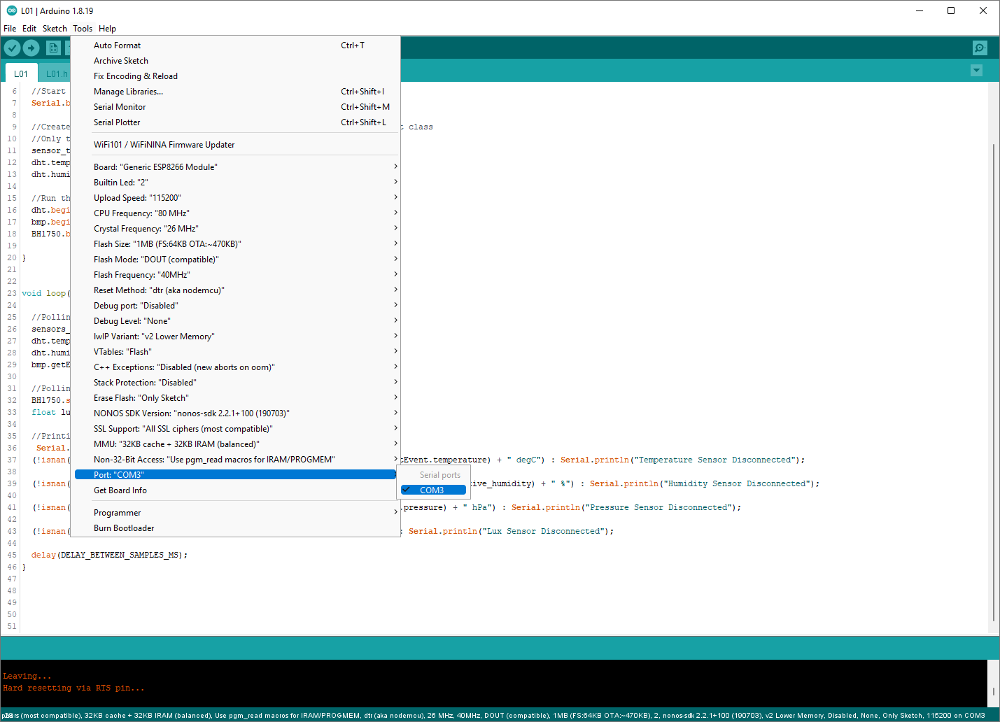 L01 | Arduino 1.8.19
File Edit Sketch Tools Help
L01 L01.h
Auto Format Ctrl+T
Archive Sketch
Fix Encoding & Reload
Manage Libraries... Ctrl+Shift+I
Serial Monitor Ctrl+Shift+M
Serial Plotter Ctrl+Shift+L
WiFi101 / WiFiNINA Firmware Updater
Board: "Generic ESP8266 Module"
Builtin Led: "2"
Upload Speed: "115200"
CPU Frequency: "80 MHz"
Crystal Frequency: "26 MHz"
Flash Size: "1MB (FS:64KB OTA:~470KB)"
Flash Mode: "DOUT (compatible)"
Flash Frequency: "40MHz"
Reset Method: "dtr (aka nodemcu)"
Debug port: "Disabled"
Debug Level: "None"
lwIP Variant: "v2 Lower Memory"
VTables: "Flash"
C++ Exceptions: "Disabled (new aborts on oom)"
Stack Protection: "Disabled"
Erase Flash: "Only Sketch"
NONOS SDK Version: "nonos-sdk 2.2.1+100 (190703)"
SSL Support: "All SSL ciphers (most compatible)"
MMU: "32KB cache + 32KB IRAM (balanced)"
Non-32-Bit Access: "Use pgm_read macros for IRAM/PROGMEM"
Port: "COM3"
Get Board Info
Programmer
Burn Bootloader
Serial ports
COM3
6 //Start
7 Serial.b
8
9 //Create t class
10 //Only t
11 sensor_t
12 dht.temp
13 dht.humi
14
15 //Run th
16 dht.begi
17 bmp.begi
18 BH1750.b
19
20 }
21
22
23 void loop(
24
25 //Pollin
26 sensors_
27 dht.temp
28 dht.humi
29 bmp.getE
30
31 //Pollin
32 BH1750.s
33 float lu
34
35 //Printi
36 Serial.
37 (!isnan( tEvent.temperature) + " degC") : Serial.println("Temperature Sensor Disconnected");
38
39 (!isnan( tive_humidity) + " %") : Serial.println("Humidity Sensor Disconnected");
40
41 (!isnan( .pressure) + " hPa") : Serial.println("Pressure Sensor Disconnected");
42
43 (!isnan( : Serial.println("Lux Sensor Disconnected");
44
45 delay(DELAY_BETWEEN_SAMPLES_MS);
46 }
47
48
49
50
51
Leaving...
Hard resetting via RTS pin...
(most compatible), 32KB cache + 32KB IRAM (balanced), Use pgm_read macros for IRAM/PROGMEM, dtr (aka nodemcu), 26 MHz, 40MHz, DOUT (compatible), 1MB (FS:64KB OTA:~470KB), 2, nonos-sdk 2.2.1+100 (190703), v2 Lower Memory, Disabled, None, Only Sketch, 115200 on COM3